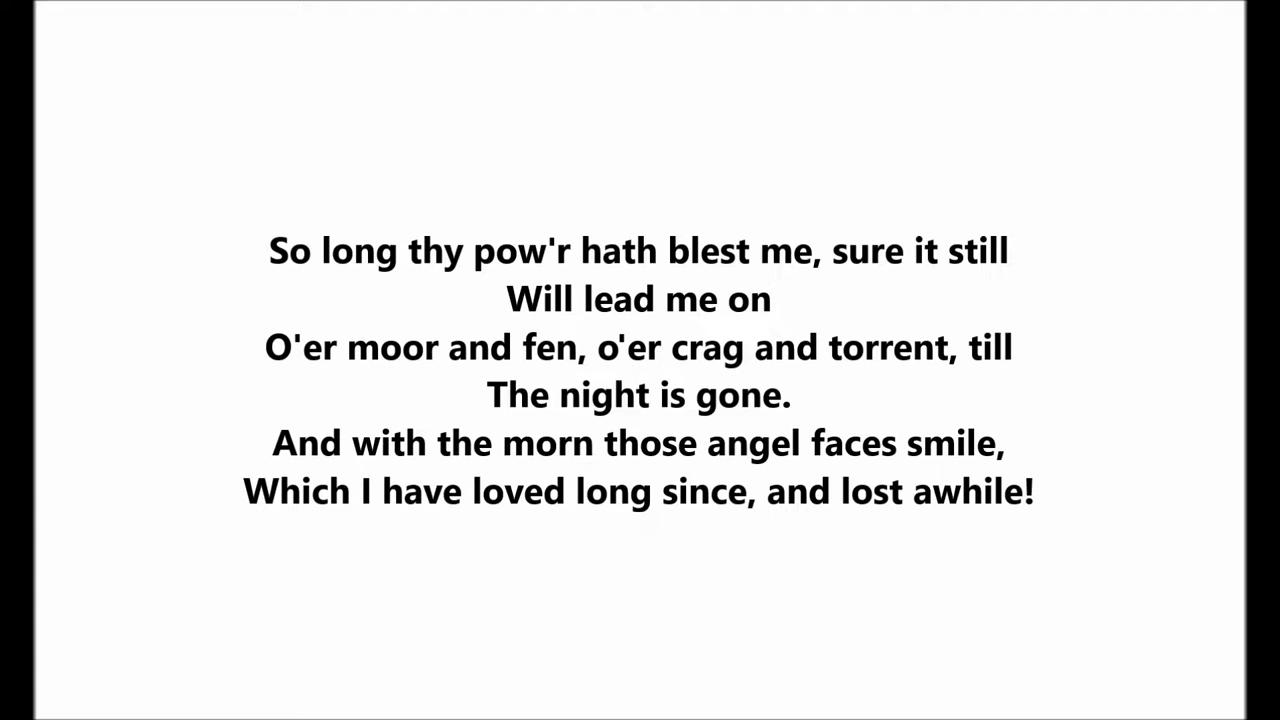 So long thy pow'r hath blest me, sure it still
Will lead me on
O'er moor and fen, o'er crag and torrent, till
The night is gone.
And with the morn those angel faces smile,
Which I have loved long since, and lost awhile!